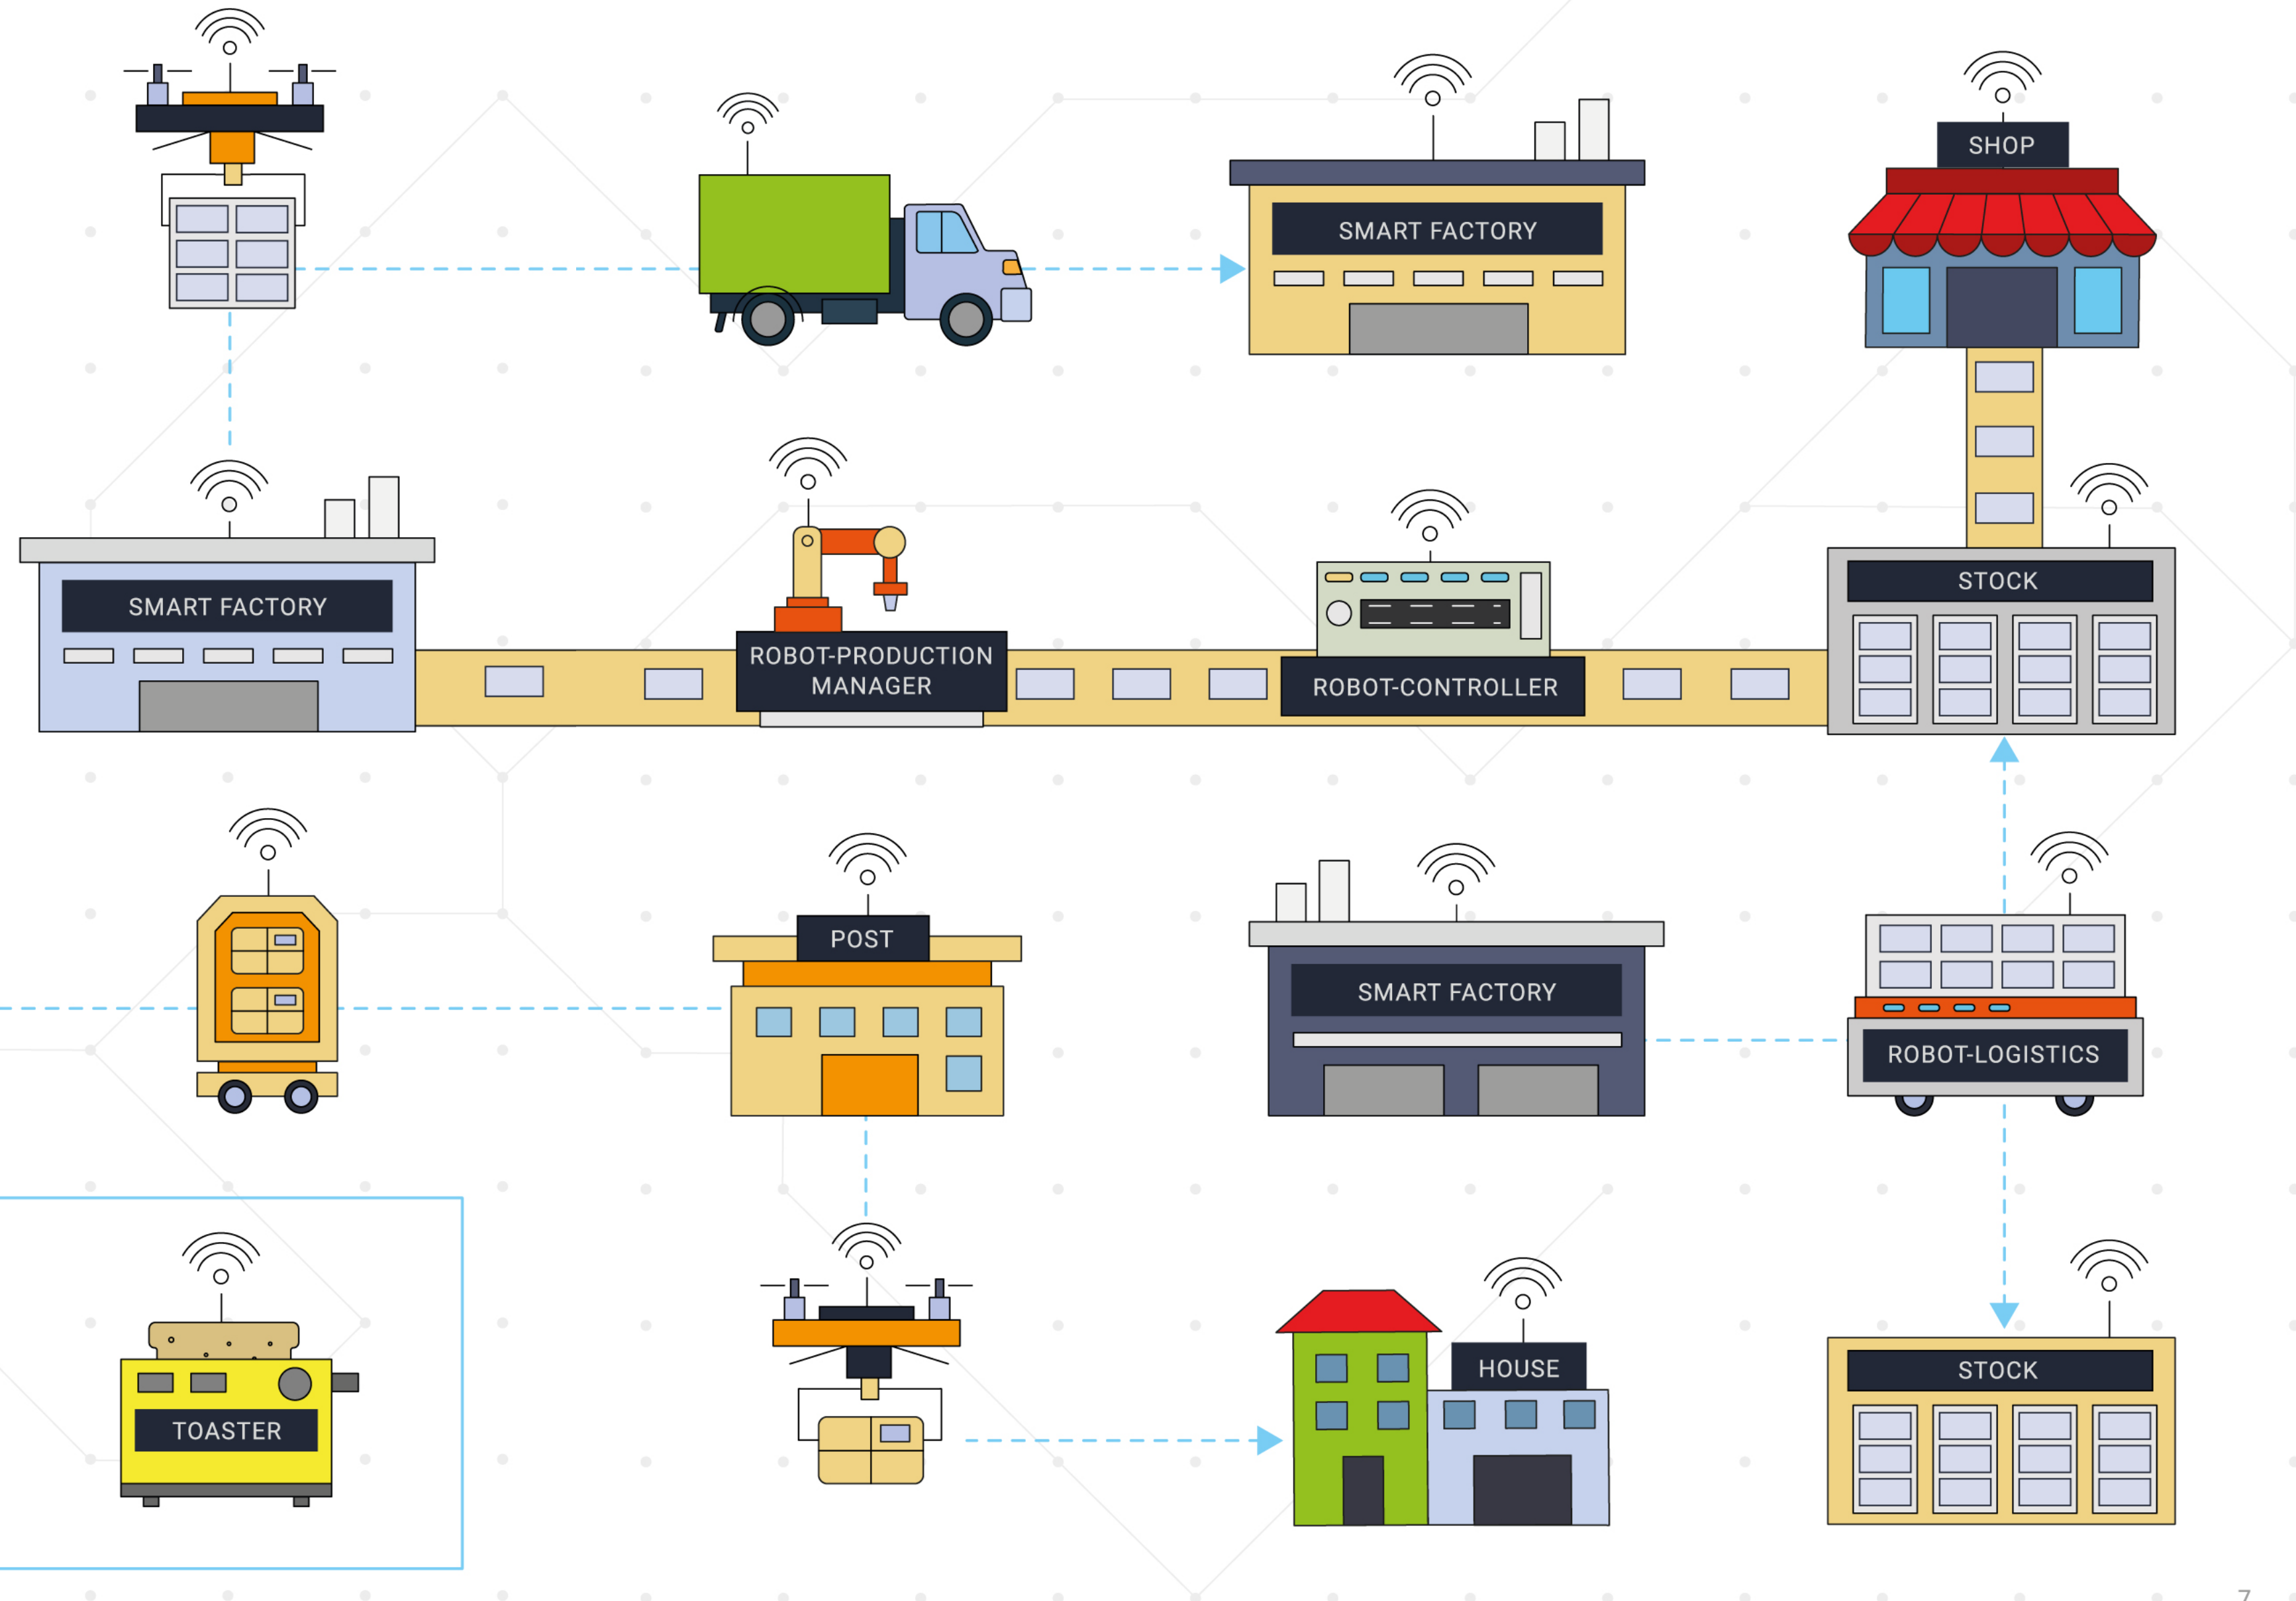 SHOP
SMART FACTORY
STOCK
SMART FACTORY
ROBOT-PRODUCTION
MANAGER
ROBOT-CONTROLLER
POST
SMART FACTORY
ROBOT-LOGISTICS
HOUSE
STOCK
TOASTER
7